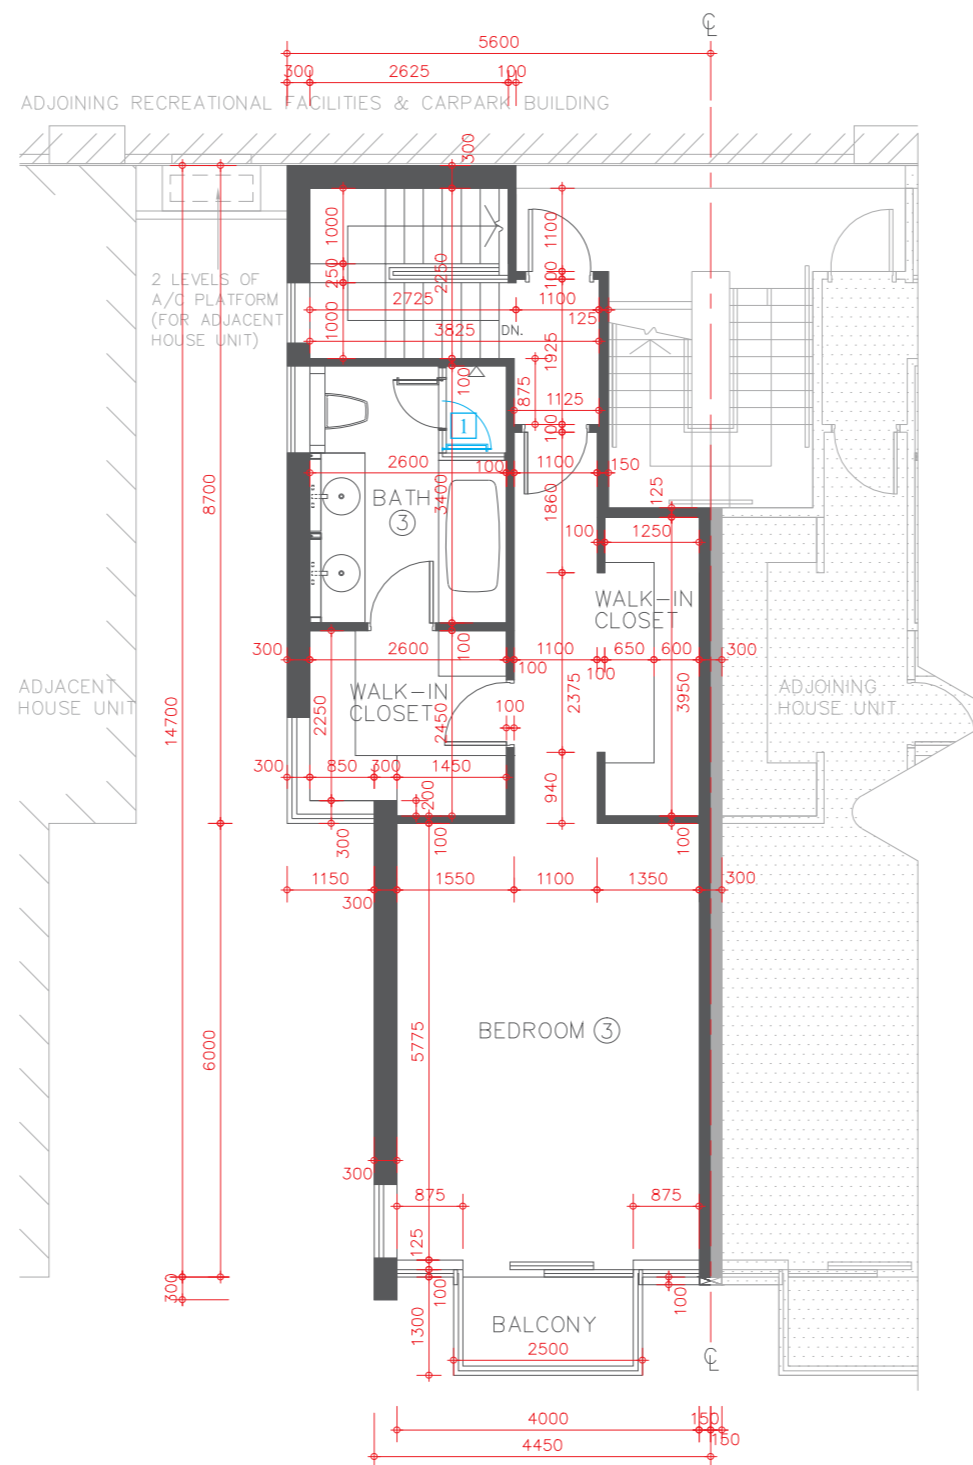 ℄
5600
300 2625 100
ADJOINING RECREATIONAL FACILITIES & CARPARK BUILDING
300
1000
250
1000
2250
1100
100
2 LEVELS OF
A/C PLATFORM
(FOR ADJACENT
HOUSE UNIT)
2725 1100
125
DN.
3825
1925
100
875
1125
100
1
2600 100 1100 150
8700
BATH
3
3400
1860
125
100 1250
WALK-IN
CLOSET
300 2600 100 100 1100 100 650 600 300
ADJACENT
HOUSE UNIT
14700
2250
WALK-IN
CLOSET
2450
100
2375
3950
ADJOINING
HOUSE UNIT
300 850 300 1450
200
940
300
100
100
1150 300 1550 1100 1350 300
6000
5775
BEDROOM 3
300
875 875
125
100
100
300
1300
BALCONY
2500
℄
4000 150
150
4450